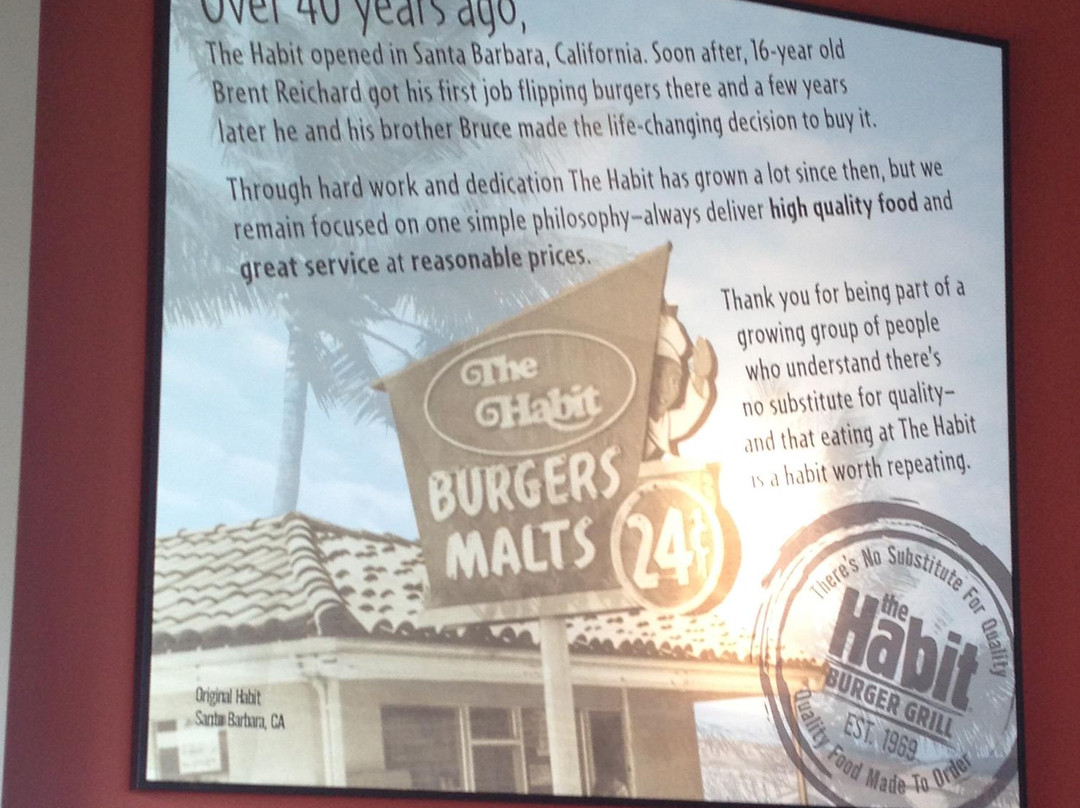 Over 40 years ago,
The Habit opened in Santa Barbara, California. Soon after, 16-year old
Brent Reichard got his first job flipping burgers there and a few years
later he and his brother Bruce made the life-changing decision to buy it.
Through hard work and dedication The Habit has grown a lot since then, but we
remain focused on one simple philosophy–always deliver high quality food and
great service at reasonable prices.
Thank you for being part of a
growing group of people
who understand there's
no substitute for quality–
and that eating at The Habit
is a habit worth repeating.
The
Habit
BURGERS
MALTS
24¢
Original Habit
Santa Barbara, CA
There's No Substitute For Quality
the
Habit
BURGER GRILL
EST. 1969
Quality Food Made To Order